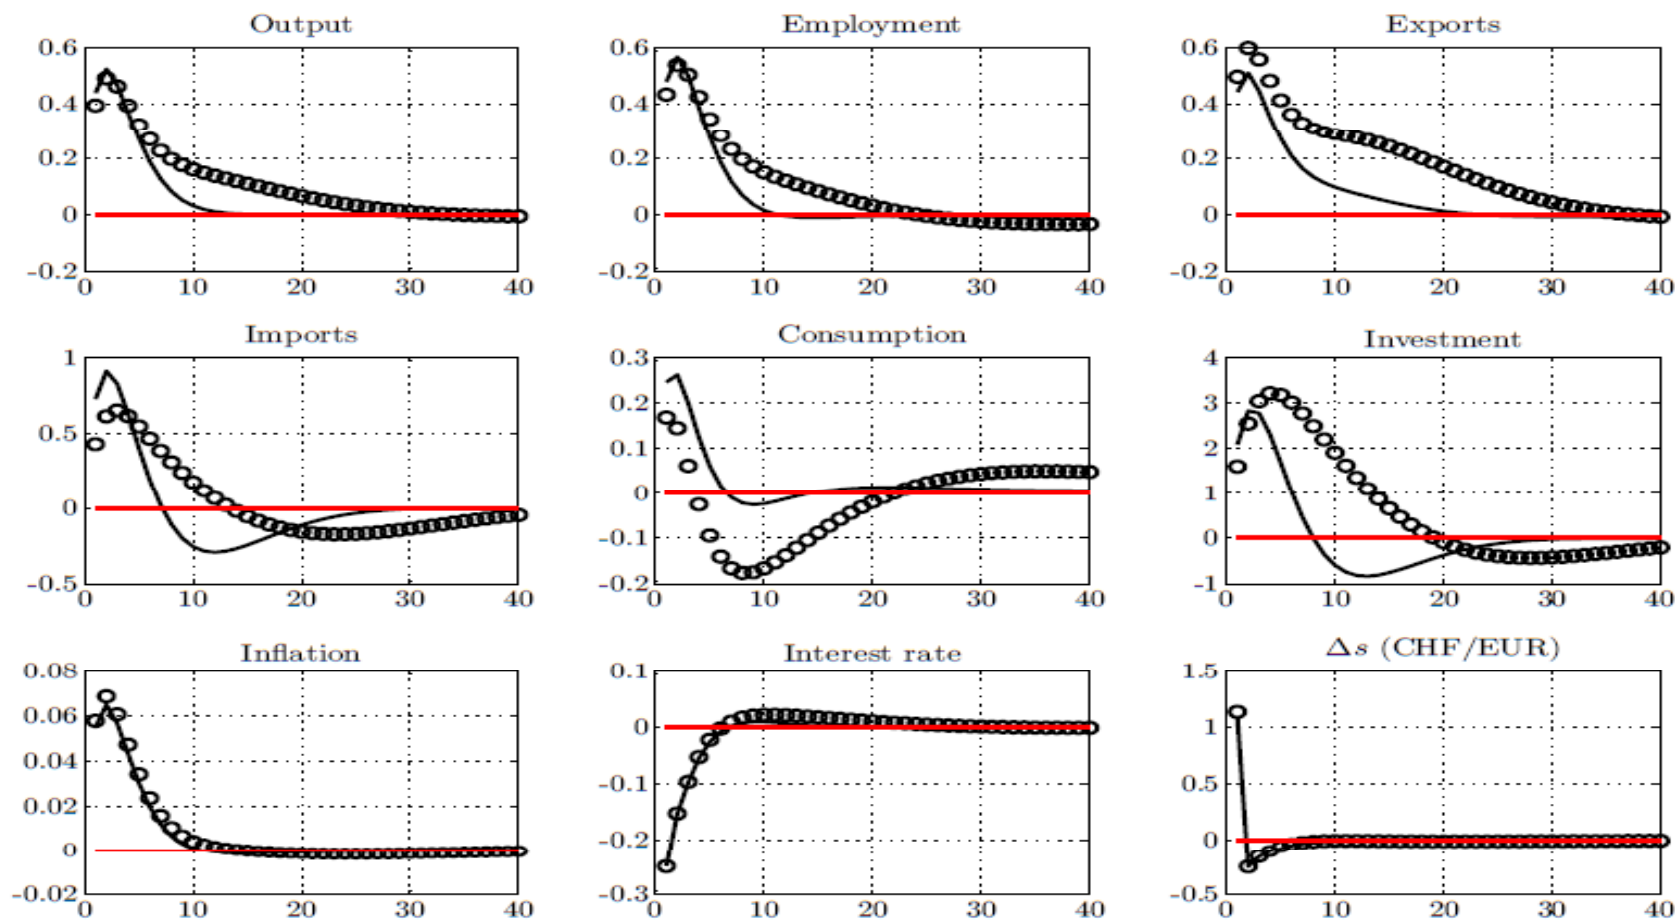 Output Employment Exports
0.6 0.6 0.6
0.4 0.4 0.4
0.2 0.2 0.2
0 0 0
-0.2 -0.2 -0.2
0 10 20 30 40 0 10 20 30 40 0 10 20 30 40
Imports Consumption Investment
1 0.3 4
0.2 3
0.5 0.1 2
0 0 1
-0.1 0
-0.5 -0.2 -1
0 10 20 30 40 0 10 20 30 40 0 10 20 30 40
Inflation Interest rate Δs (CHF/EUR)
0.08 0.1 1.5
0.06 0 1
0.04 -0.1 0.5
0.02
0 -0.2 0
-0.02 -0.3 -0.5
0 10 20 30 40 0 10 20 30 40 0 10 20 30 40